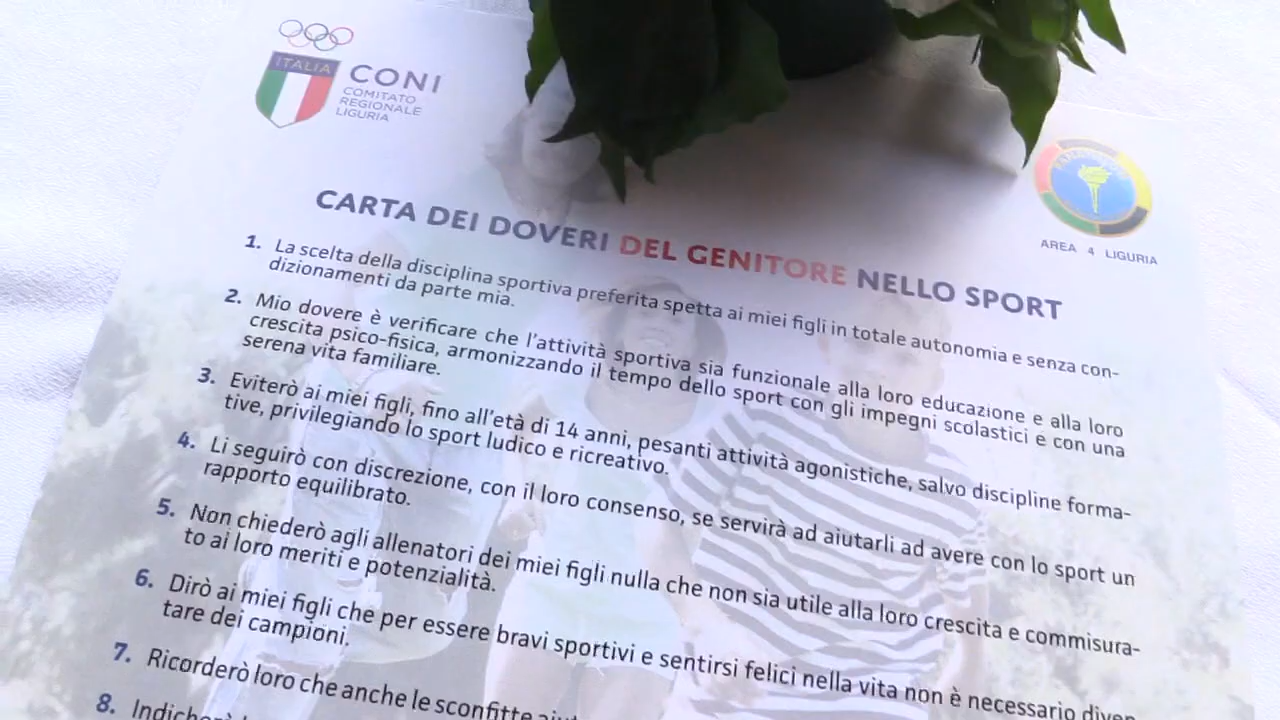 ITALIA
CONI
COMITATO
REGIONALE
LIGURIA
AREA 4 LIGURIA
CARTA DEI DOVERI DEL GENITORE NELLO SPORT
1. La scelta della disciplina sportiva preferita spetta ai miei figli in totale autonomia e senza con-
dizionamenti da parte mia.
2. Mio dovere è verificare che l'attività sportiva sia funzionale alla loro educazione e alla loro
crescita psico-fisica, armonizzando il tempo dello sport con gli impegni scolastici e con una
serena vita familiare.
3. Eviterò ai miei figli, fino all'età di 14 anni, pesanti attività agonistiche, salvo discipline forma-
tive, privilegiando lo sport ludico e ricreativo.
4. Li seguirò con discrezione, con il loro consenso, se servirà ad aiutarli ad avere con lo sport un
rapporto equilibrato.
5. Non chiederò agli allenatori dei miei figli nulla che non sia utile alla loro crescita e commisura-
to ai loro meriti e potenzialità.
6. Dirò ai miei figli che per essere bravi sportivi e sentirsi felici nella vita non è necessario diven
tare dei campioni.
7. Ricorderò loro che anche le sconfitte
8.